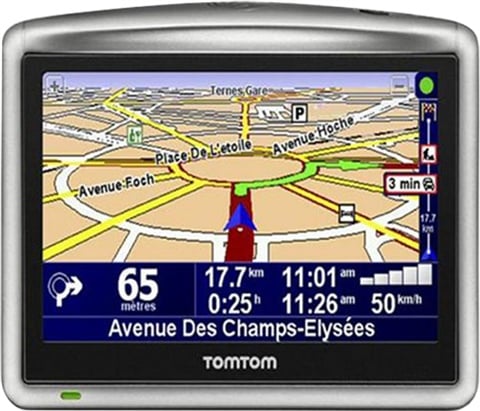 +
−
Ternes Gare
P
Avenue Hoche
Place De L'etoile
Avenue Foch
3 min
17.7
km
65
mètres
17.7 km
11:01 am
0:25 h
11:26 am
50 km/h
Avenue Des Champs-Elysées
TOMTOM